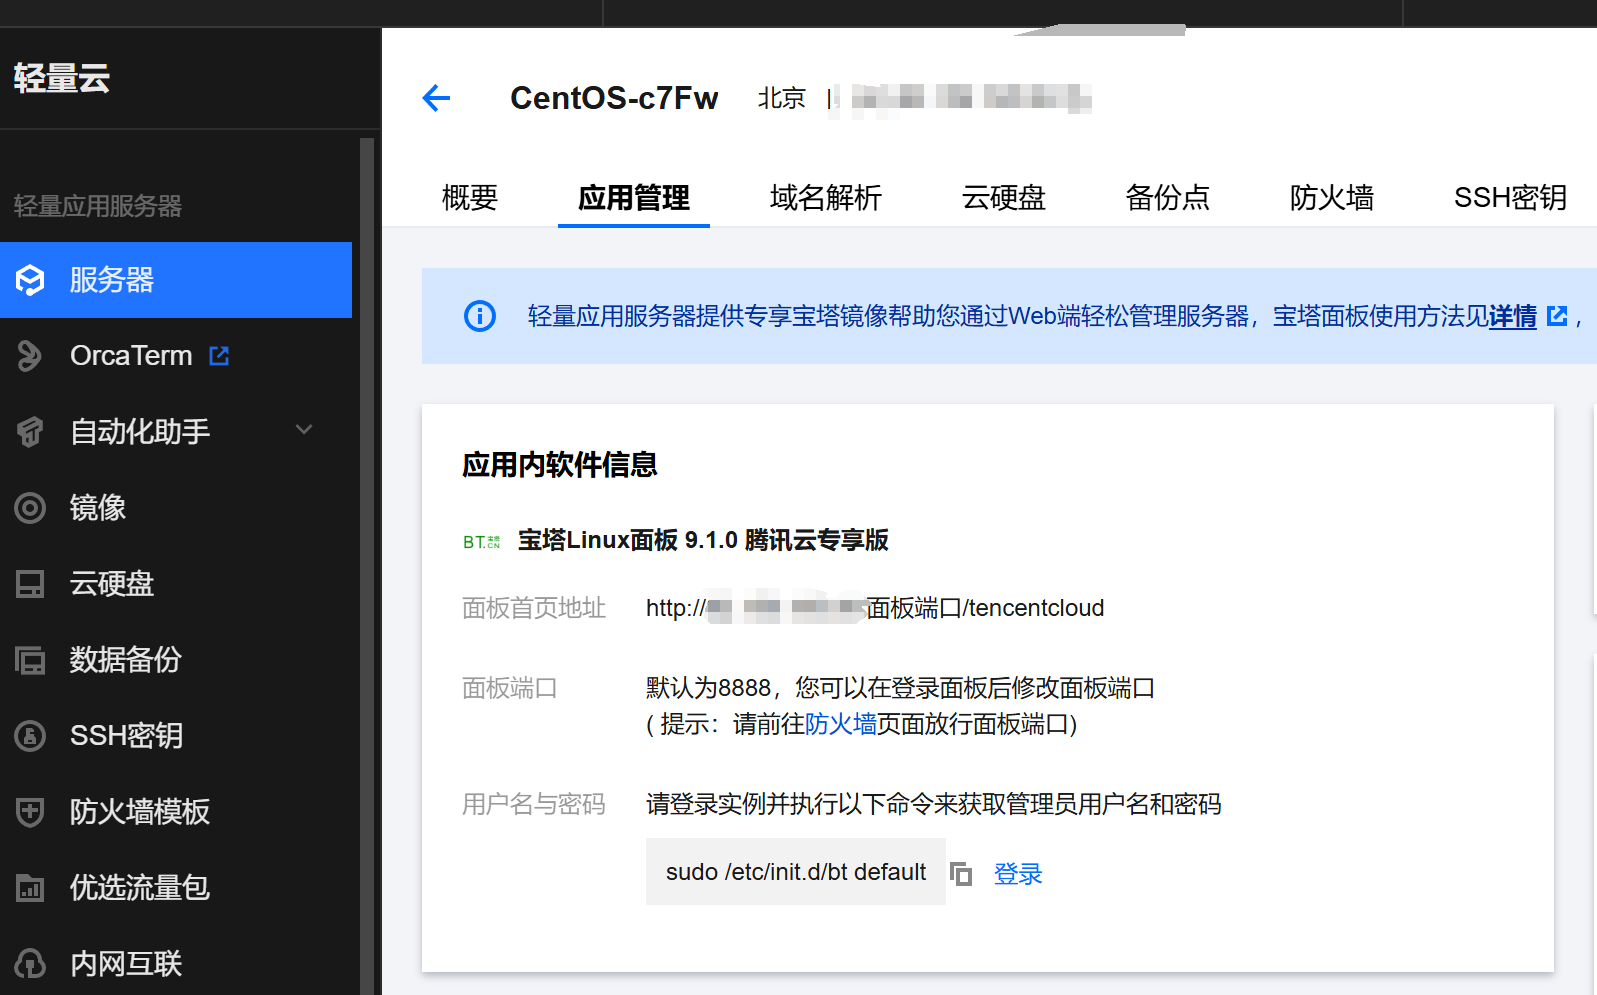 轻量云
轻量应用服务器
服务器
OrcaTerm
自动化助手
镜像
云硬盘
数据备份
SSH密钥
防火墙模板
优选流量包
内网互联
CentOS-c7Fw 北京
概要 应用管理 域名解析 云硬盘 备份点 防火墙 SSH密钥
轻量应用服务器提供专享宝塔镜像帮助您通过Web端轻松管理服务器，宝塔面板使用方法见详情，
应用内软件信息
BT.宝塔.CN 宝塔Linux面板 9.1.0 腾讯云专享版
面板首页地址 http://面板端口/tencentcloud
面板端口 默认为8888，您可以在登录面板后修改面板端口
( 提示：请前往防火墙页面放行面板端口)
用户名与密码 请登录实例并执行以下命令来获取管理员用户名和密码
sudo /etc/init.d/bt default 登录